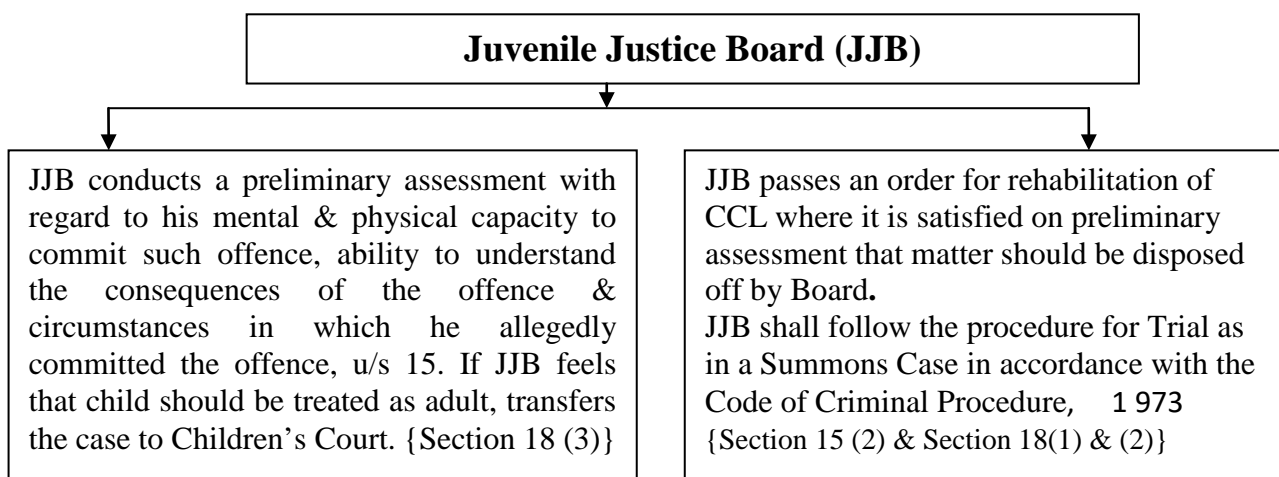 Juvenile Justice Board (JJB)
JJB conducts a preliminary assessment with
regard to his mental & physical capacity to
commit such offence, ability to understand
the consequences of the offence &
circumstances in which he allegedly
committed the offence, u/s 15. If JJB feels
that child should be treated as adult, transfers
the case to Children’s Court. {Section 18 (3)}
JJB passes an order for rehabilitation of
CCL where it is satisfied on preliminary
assessment that matter should be disposed
off by Board.
JJB shall follow the procedure for Trial as
in a Summons Case in accordance with the
Code of Criminal Procedure, 1 973
{Section 15 (2) & Section 18(1) & (2)}